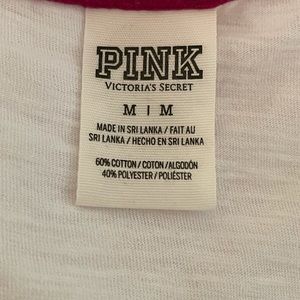 PINK
VICTORIA'S SECRET
M | M
MADE IN SRI LANKA / FAIT AU
SRI LANKA / HECHO EN SRI LANKA
60% COTTON / COTON / ALGODÓN
40% POLYESTER / POLIÉSTER